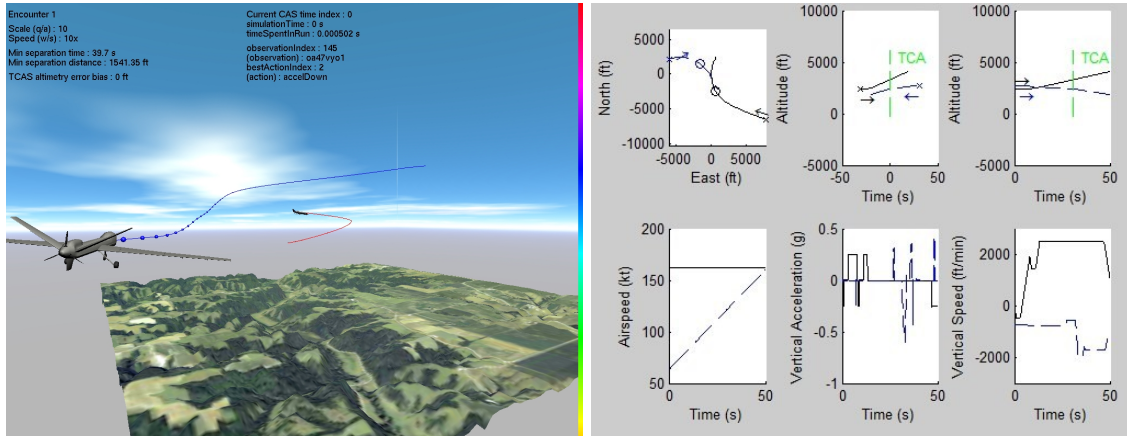 Encounter 1
Scale (q/a) : 10
Speed (w/s) : 10x
Min separation time : 39.7 s
Min separation distance : 1541.35 ft
TCAS altimetry error bias : 0 ft
Current CAS time index : 0
simulationTime : 0 s
timeSpentInRun : 0.000502 s
observationIndex : 145
(observation) : oa47vyo1
bestActionIndex : 2
(action) : accelDown
North (ft)
5000
0
-5000
-10000
-5000 0 5000
East (ft)
Altitude (ft)
10000
5000
0
5000
TCA
-50 0 50
Time (s)
Altitude (ft)
10000
5000
0
5000
TCA
0 50
Time (s)
Airspeed (kt)
200
150
100
50
0 50
Time (s)
Vertical Acceleration (g)
0.5
0
-0.5
-1
0 50
Time (s)
Vertical Speed (ft/min)
2000
0
-2000
0 50
Time (s)